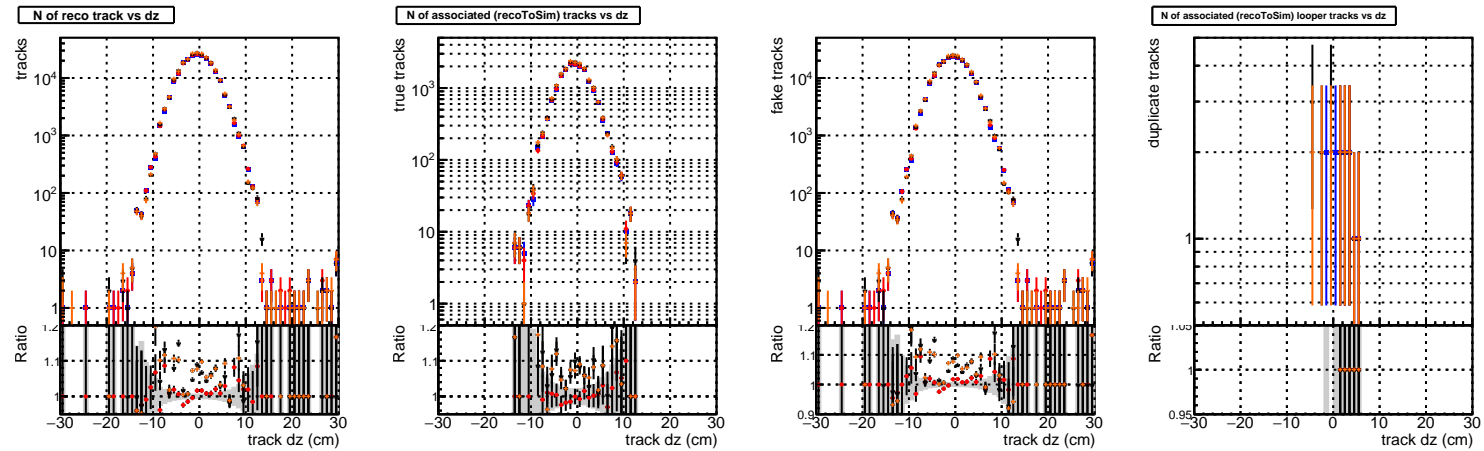 N of reco track vs dz
tracks
10⁴
10³
10²
10
1
Ratio
1.2
1.1
1
−30 −20 −10 0 10 20 30
track dz (cm)
N of associated (recoToSim) tracks vs dz
true tracks
10³
10²
10
1
Ratio
1.2
1.1
1
−30 −20 −10 0 10 20 30
track dz (cm)
fake tracks
10⁴
10³
10²
10
1
Ratio
1.2
1.1
1
0.9
−30 −20 −10 0 10 20 30
track dz (cm)
N of associated (recoToSim) looper tracks vs dz
duplicate tracks
1
Ratio
1.05
1
0.95
−30 −20 −10 0 10 20 30
track dz (cm)